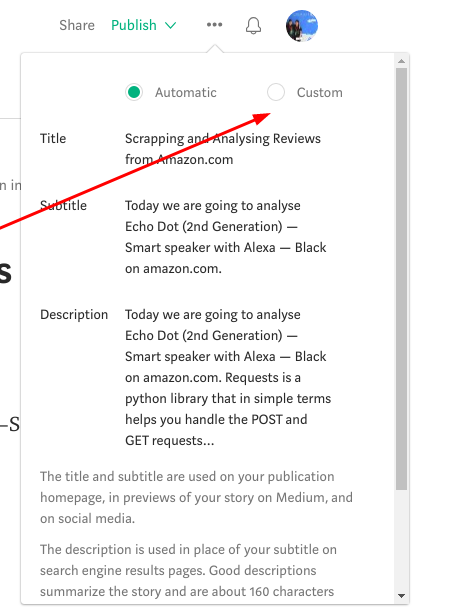 Share Publish
Automatic Custom
Title Scrapping and Analysing Reviews
from Amazon.com
n in
Subtitle Today we are going to analyse
Echo Dot (2nd Generation) —
Smart speaker with Alexa — Black
on amazon.com.
s
Description Today we are going to analyse
Echo Dot (2nd Generation) —
Smart speaker with Alexa — Black
on amazon.com. Requests is a
python library that in simple terms
–S
helps you handle the POST and
GET requests...
The title and subtitle are used on your publication
homepage, in previews of your story on Medium, and
on social media.
The description is used in place of your subtitle on
search engine results pages. Good descriptions
summarize the story and are about 160 characters